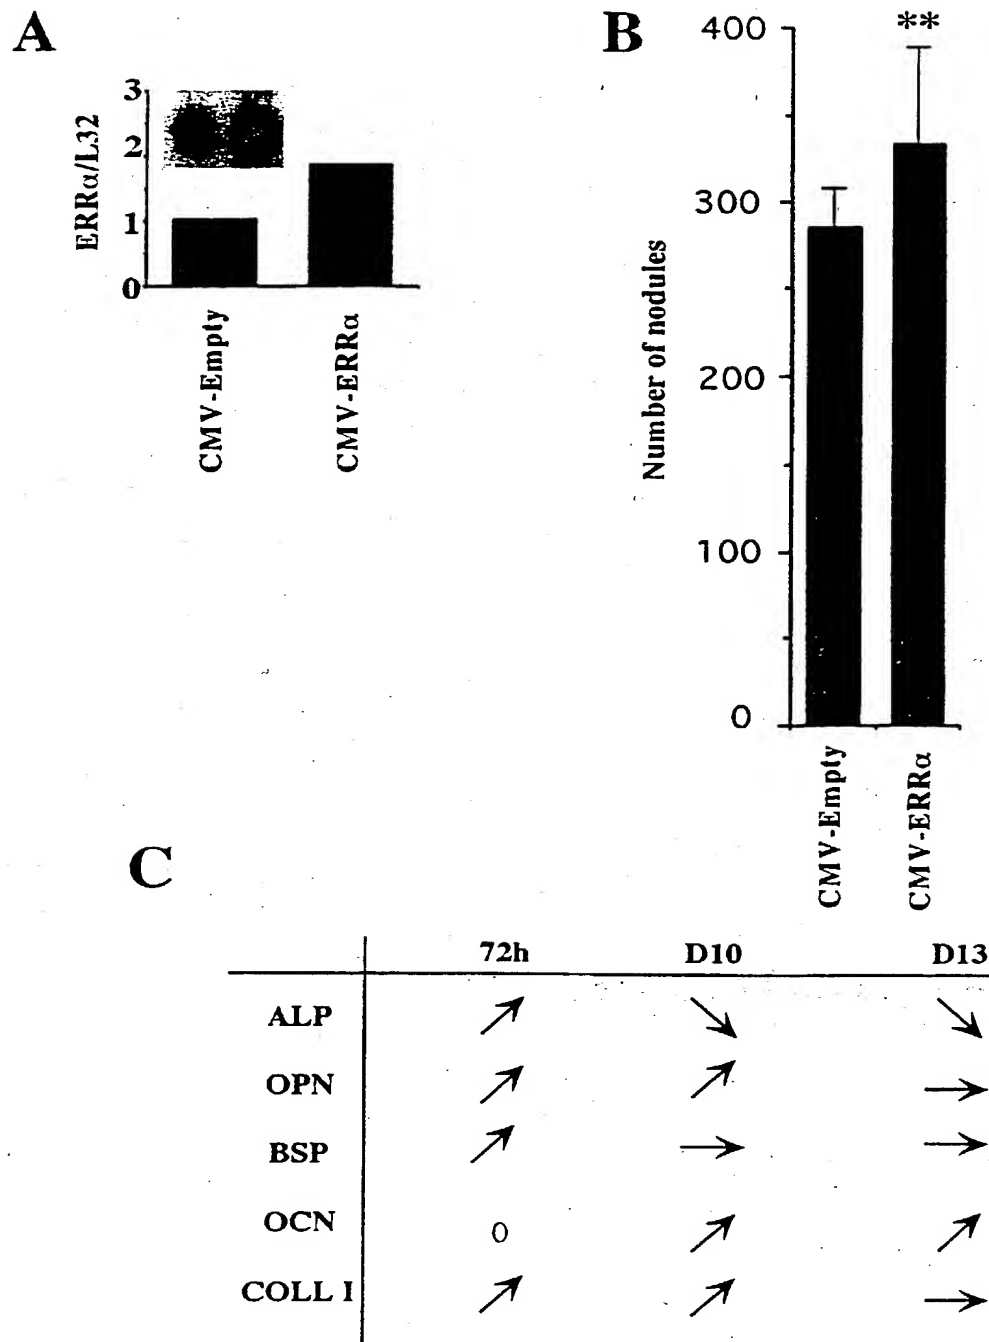 A
ERRα/L32
3
2
1
0
CMV-Empty
CMV-ERRα
B
**
Number of nodules
400
300
200
100
0
CMV-Empty
CMV-ERRα
C
72h D10 D13
ALP ↗ ↘ ↘
OPN ↗ ↗ →
BSP ↗ → →
OCN 0 ↗ ↗
COLL I ↗ ↗ →